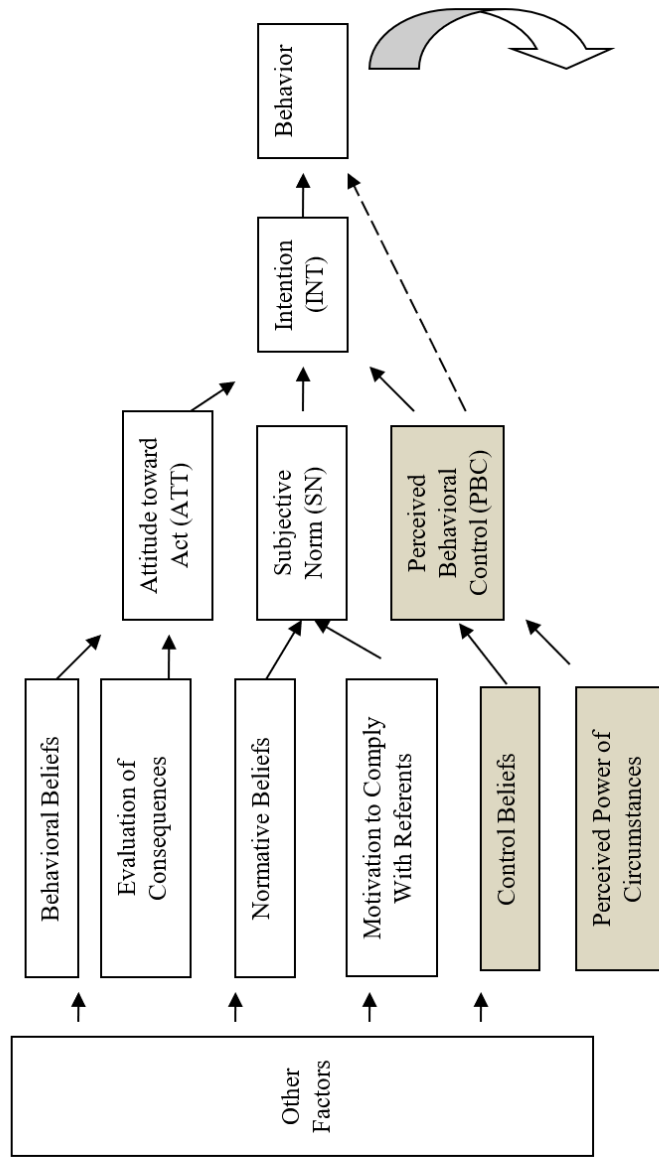 Other
Factors
Behavioral Beliefs
Evaluation of
Consequences
Normative Beliefs
Motivation to Comply
With Referents
Control Beliefs
Perceived Power of
Circumstances
Attitude toward
Act (ATT)
Subjective
Norm (SN)
Perceived
Behavioral
Control (PBC)
Intention
(INT)
Behavior